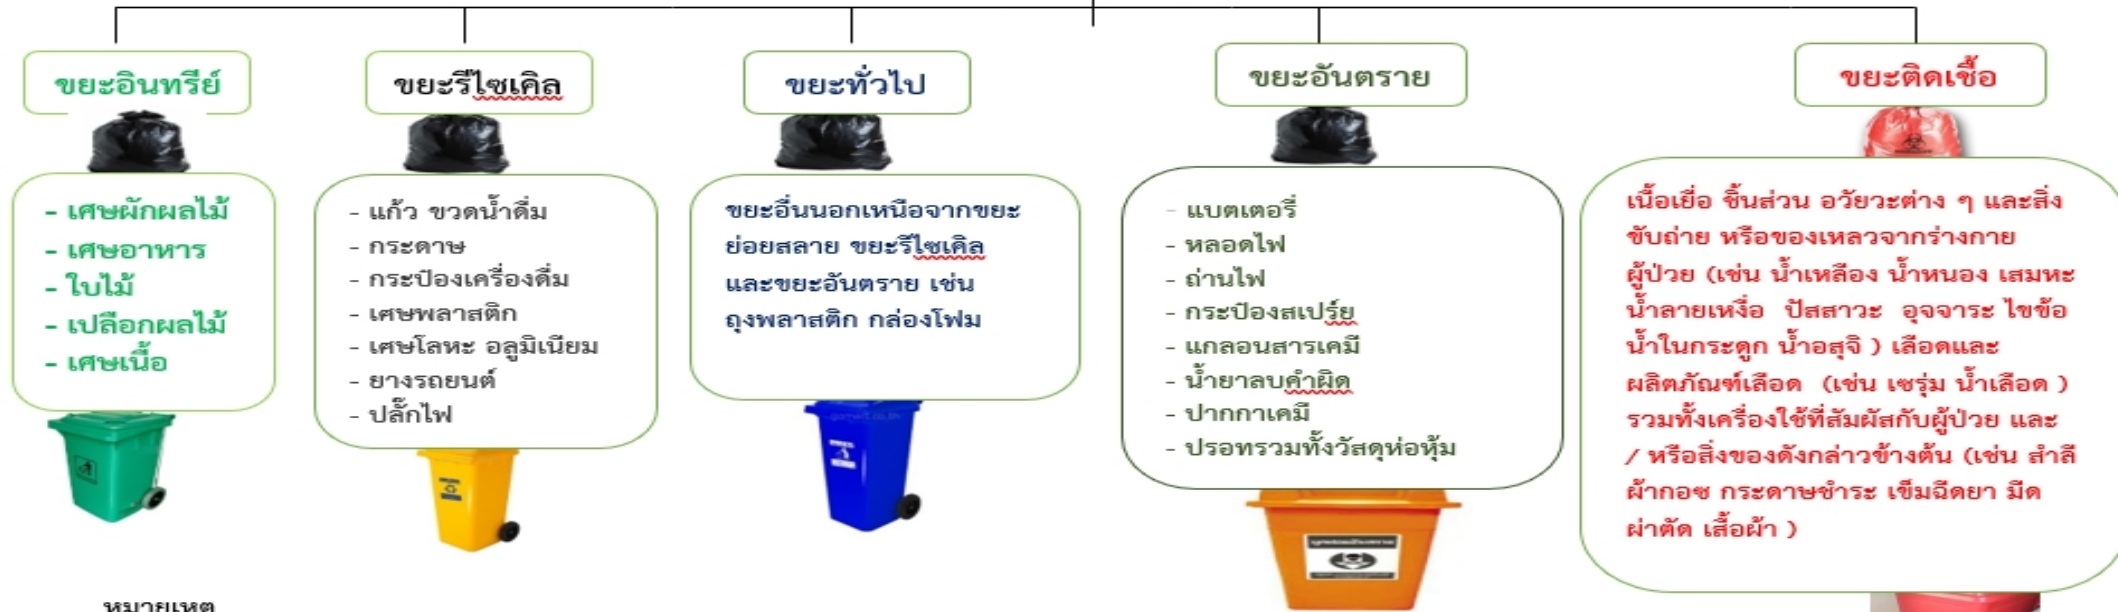 ขยะอินทรีย์
ขยะรีไซเคิล
ขยะทั่วไป
ขยะอันตราย
ขยะติดเชื้อ
- เศษผักผลไม้
- เศษอาหาร
- ใบไม้
- เปลือกผลไม้
- เศษเนื้อ
- แก้ว ขวดน้ำดื่ม
- กระดาษ
- กระป๋องเครื่องดื่ม
- เศษพลาสติก
- เศษโลหะ อลูมิเนียม
- ยางรถยนต์
- ปลั๊กไฟ
ขยะอื่นนอกเหนือจากขยะ
ย่อยสลาย ขยะรีไซเคิล
และขยะอันตราย เช่น
ถุงพลาสติก กล่องโฟม
- แบตเตอรี่
- หลอดไฟ
- ถ่านไฟ
- กระป๋องสเปร์ย
- แกลอนสารเคมี
- น้ำยาลบคำผิด
- ปากกาเคมี
- ปรอทรวมทั้งวัสดุห่อหุ้ม
เนื้อเยื่อ ชิ้นส่วน อวัยวะต่าง ๆ และสิ่ง
ขับถ่าย หรือของเหลวจากร่างกาย
ผู้ป่วย (เช่น น้ำเหลือง น้ำหนอง เสมหะ
น้ำลายเหงื่อ ปัสสาวะ อุจจาระ ไขข้อ
น้ำในกระดูก น้ำอสุจิ ) เลือดและ
ผลิตภัณฑ์เลือด (เช่น เซรุ่ม น้ำเลือด )
รวมทั้งเครื่องใช้ที่สัมผัสกับผู้ป่วย และ
/ หรือสิ่งของดังกล่าวข้างต้น (เช่น สำลี
ผ้ากอซ กระดาษชำระ เข็มฉีดยา มีด
ผ่าตัด เสื้อผ้า )
หมายเหตุ